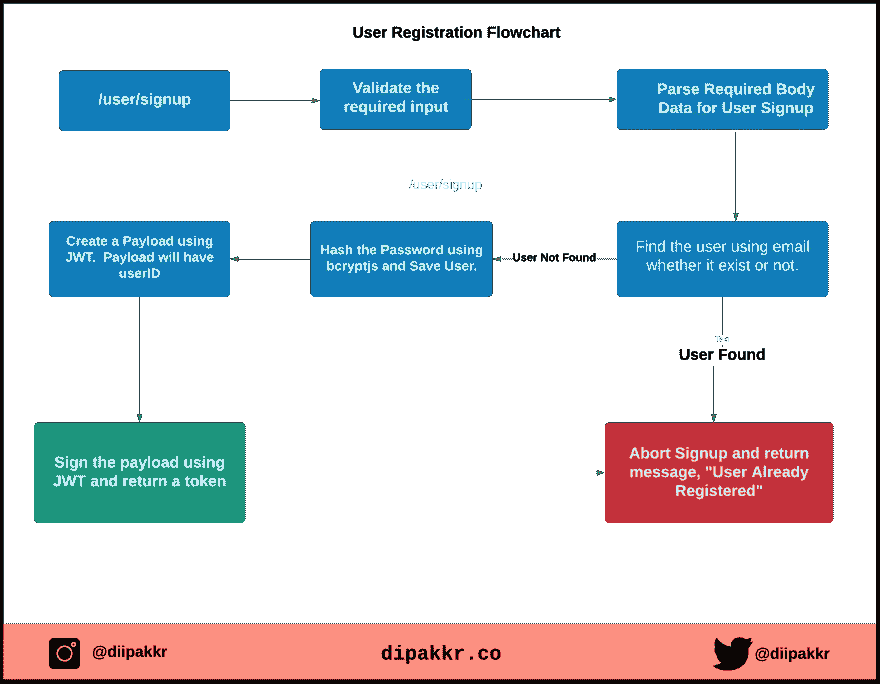 User Registration Flowchart
/user/signup
Validate the
required input
Parse Required Body
Data for User Signup
/user/signup
Create a Payload using
JWT. Payload will have
userID
Hash the Password using
bcryptjs and Save User.
User Not Found
Find the user using email
whether it exist or not.
User Found
Sign the payload using
JWT and return a token
Abort Signup and return
message, "User Already
Registered"
@diipakkr
dipakkr.co
@diipakkr